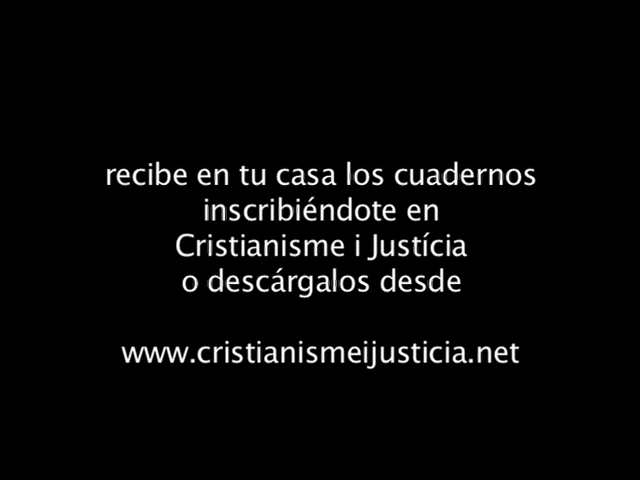 recibe en tu casa los cuadernos
inscribiéndote en
Cristianisme i Justícia
o descárgalos desde
www.cristianismeijusticia.net